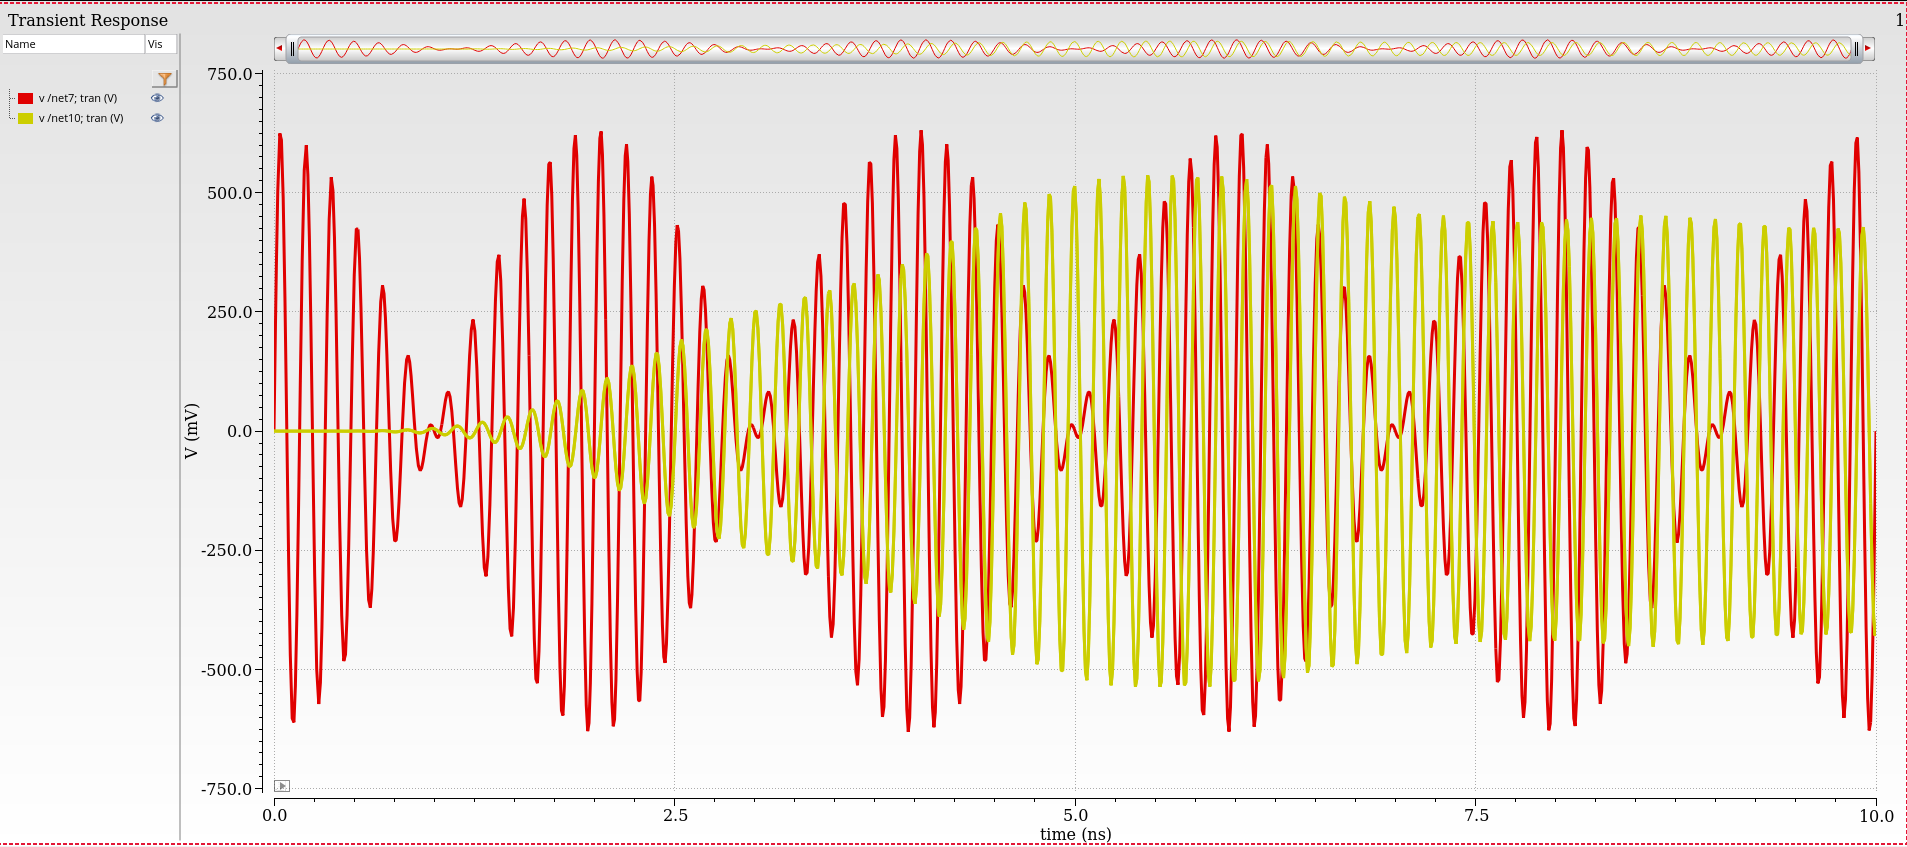 Transient Response
1
Name Vis
v /net7; tran (V)
v /net10; tran (V)
750.0
500.0
250.0
0.0
-250.0
-500.0
-750.0
V (mV)
0.0 2.5 5.0 7.5 10.0
time (ns)